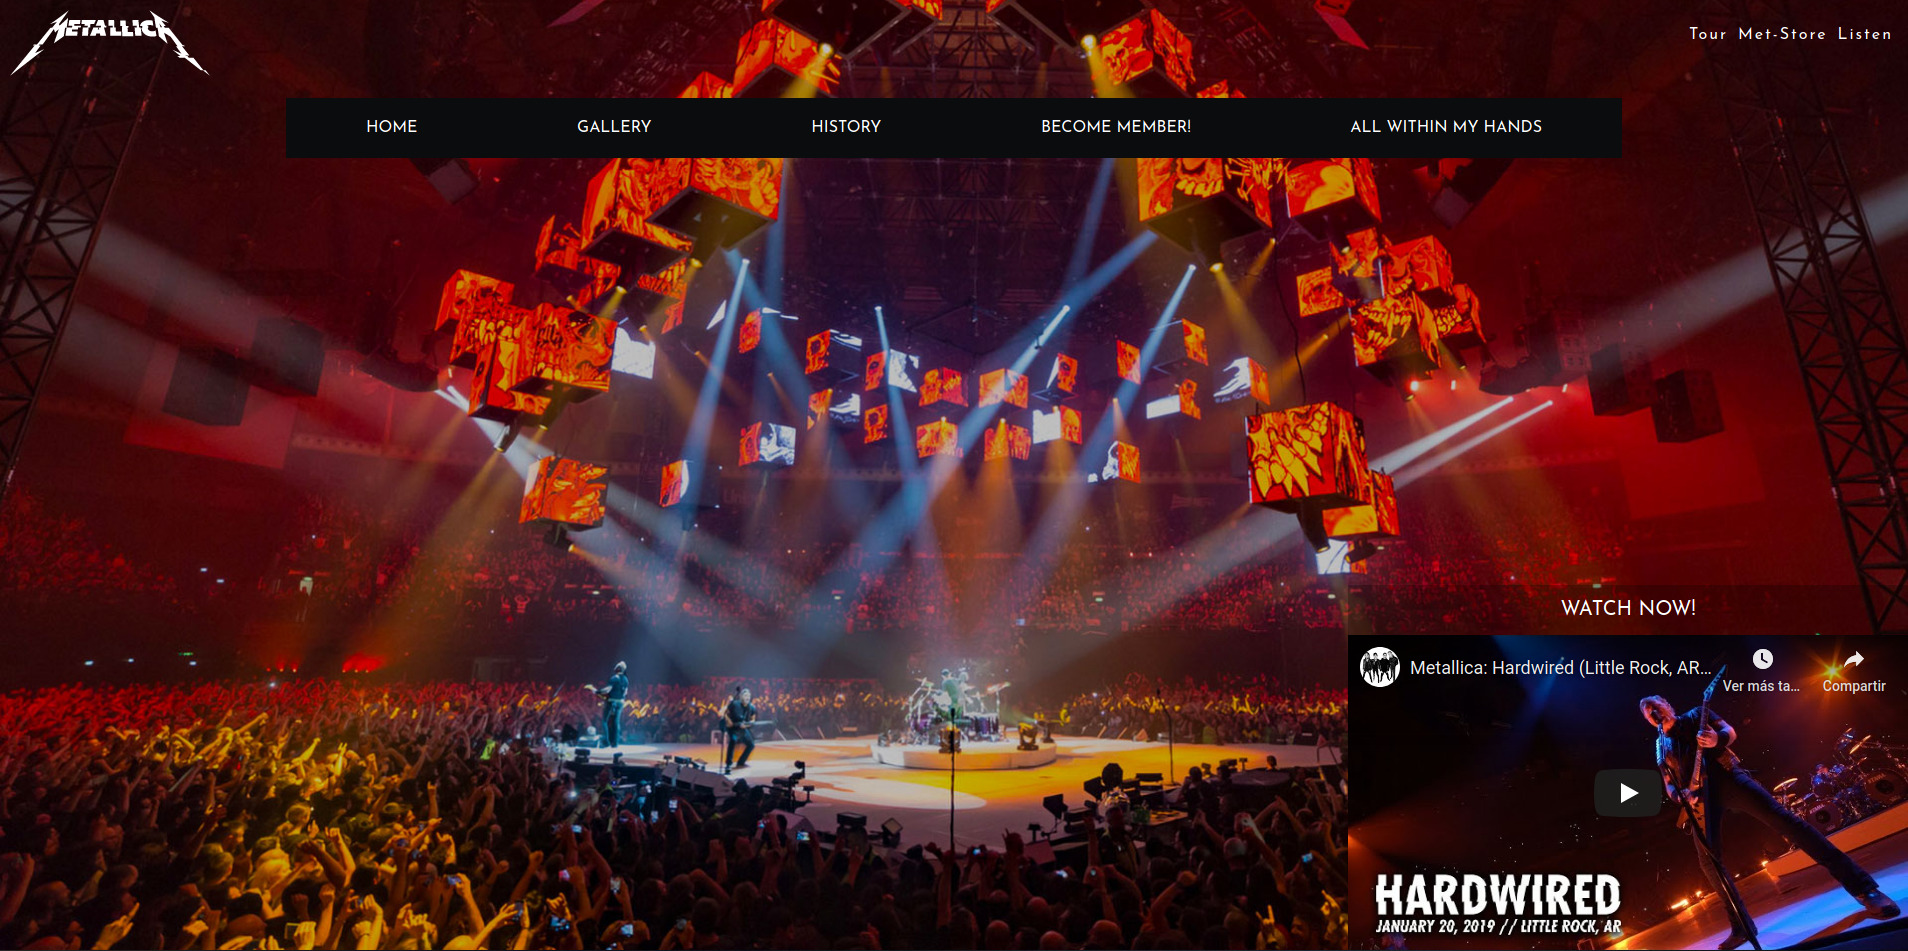 METALLICA
Tour Met-Store Listen
HOME GALLERY HISTORY BECOME MEMBER! ALL WITHIN MY HANDS
WATCH NOW!
Metallica: Hardwired (Little Rock, AR...
Ver más ta... Compartir
HARDWIRED
JANUARY 20, 2019 // LITTLE ROCK, AR